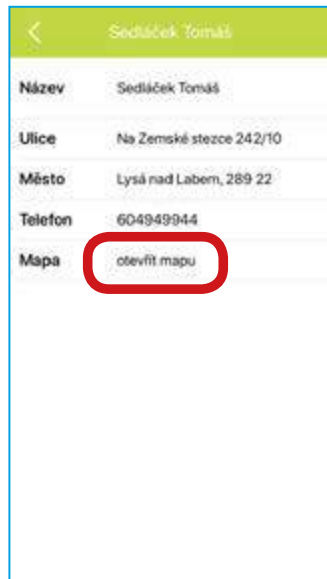 Sedláček Tomáš
Název Sedláček Tomáš
Ulice Na Zemské stezce 242/10
Město Lysá nad Labem, 289 22
Telefon 604949944
Mapa otevřít mapu